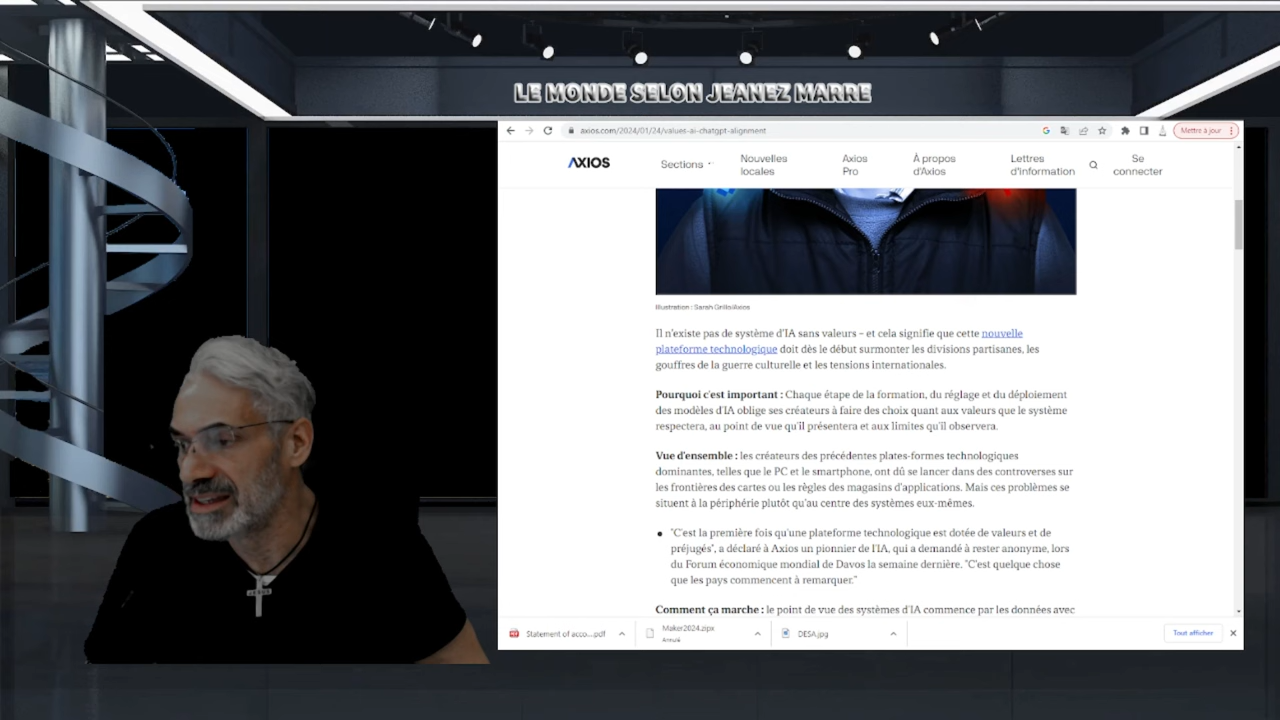 LE MONDE SELON JEANEZ MARRE
axios.com/2024/01/24/values-ai-chatgpt-alignment
Mettre à jour
AXIOS
Sections
Nouvelles
locales
Axios
Pro
À propos
d'Axios
Lettres
d'information
Se
connecter
Illustration : Sarah Grillo/Axios
Il n'existe pas de système d'IA sans valeurs – et cela signifie que cette nouvelle
plateforme technologique doit dès le début surmonter les divisions partisanes, les
gouffres de la guerre culturelle et les tensions internationales.
Pourquoi c'est important : Chaque étape de la formation, du réglage et du déploiement
des modèles d'IA oblige ses créateurs à faire des choix quant aux valeurs que le système
respectera, au point de vue qu'il présentera et aux limites qu'il observera.
Vue d'ensemble : les créateurs des précédentes plates-formes technologiques
dominantes, telles que le PC et le smartphone, ont dû se lancer dans des controverses sur
les frontières des cartes ou les règles des magasins d'applications. Mais ces problèmes se
situent à la périphérie plutôt qu'au centre des systèmes eux-mêmes.
• "C'est la première fois qu'une plateforme technologique est dotée de valeurs et de
préjugés", a déclaré à Axios un pionnier de l'IA, qui a demandé à rester anonyme, lors
du Forum économique mondial de Davos la semaine dernière. "C'est quelque chose
que les pays commencent à remarquer."
Comment ça marche : le point de vue des systèmes d'IA commence par les données avec
Statement of acco....pdf
Maker2024.zipx
Annulé
DESA.jpg
Tout afficher